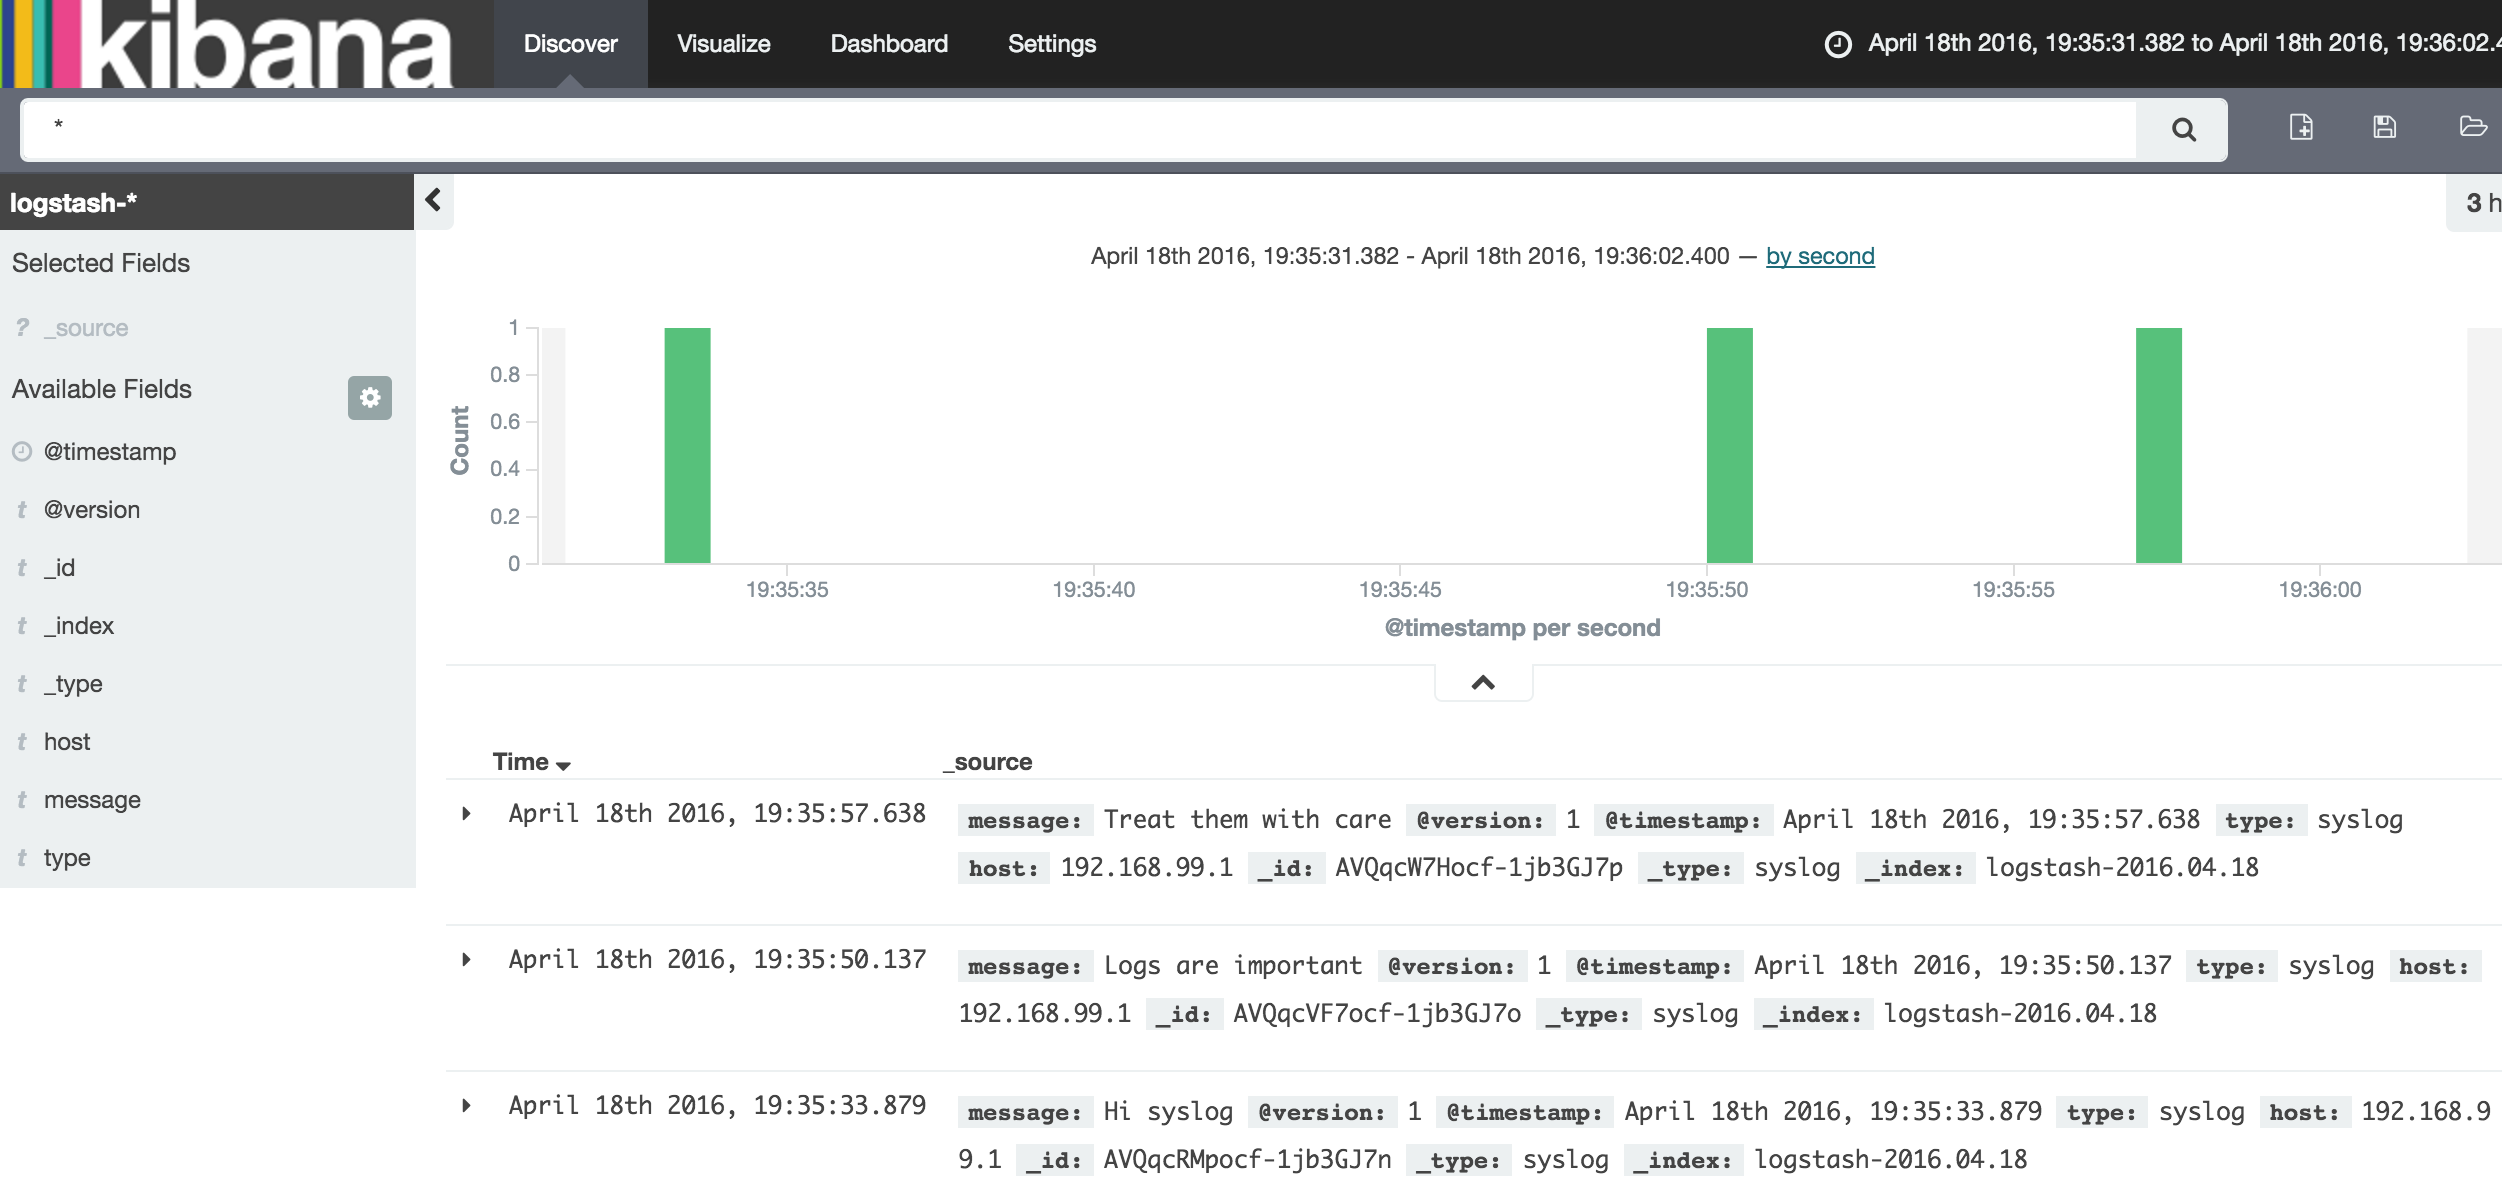 kibana Discover Visualize Dashboard Settings April 18th 2016, 19:35:31.382 to April 18th 2016, 19:36:02.
*
logstash-*
3 h
Selected Fields
April 18th 2016, 19:35:31.382 - April 18th 2016, 19:36:02.400 — by second
? _source
Available Fields
@timestamp
t @version
t _id
t _index
t _type
t host
t message
t type
Count
1
0.8
0.6
0.4
0.2
0
19:35:35 19:35:40 19:35:45 19:35:50 19:35:55 19:36:00
@timestamp per second
Time _source
April 18th 2016, 19:35:57.638 message: Treat them with care @version: 1 @timestamp: April 18th 2016, 19:35:57.638 type: syslog
host: 192.168.99.1 _id: AVQqcW7Hocf-1jb3GJ7p _type: syslog _index: logstash-2016.04.18
April 18th 2016, 19:35:50.137 message: Logs are important @version: 1 @timestamp: April 18th 2016, 19:35:50.137 type: syslog host:
192.168.99.1 _id: AVQqcVF7ocf-1jb3GJ7o _type: syslog _index: logstash-2016.04.18
April 18th 2016, 19:35:33.879 message: Hi syslog @version: 1 @timestamp: April 18th 2016, 19:35:33.879 type: syslog host: 192.168.9
9.1 _id: AVQqcRMpocf-1jb3GJ7n _type: syslog _index: logstash-2016.04.18